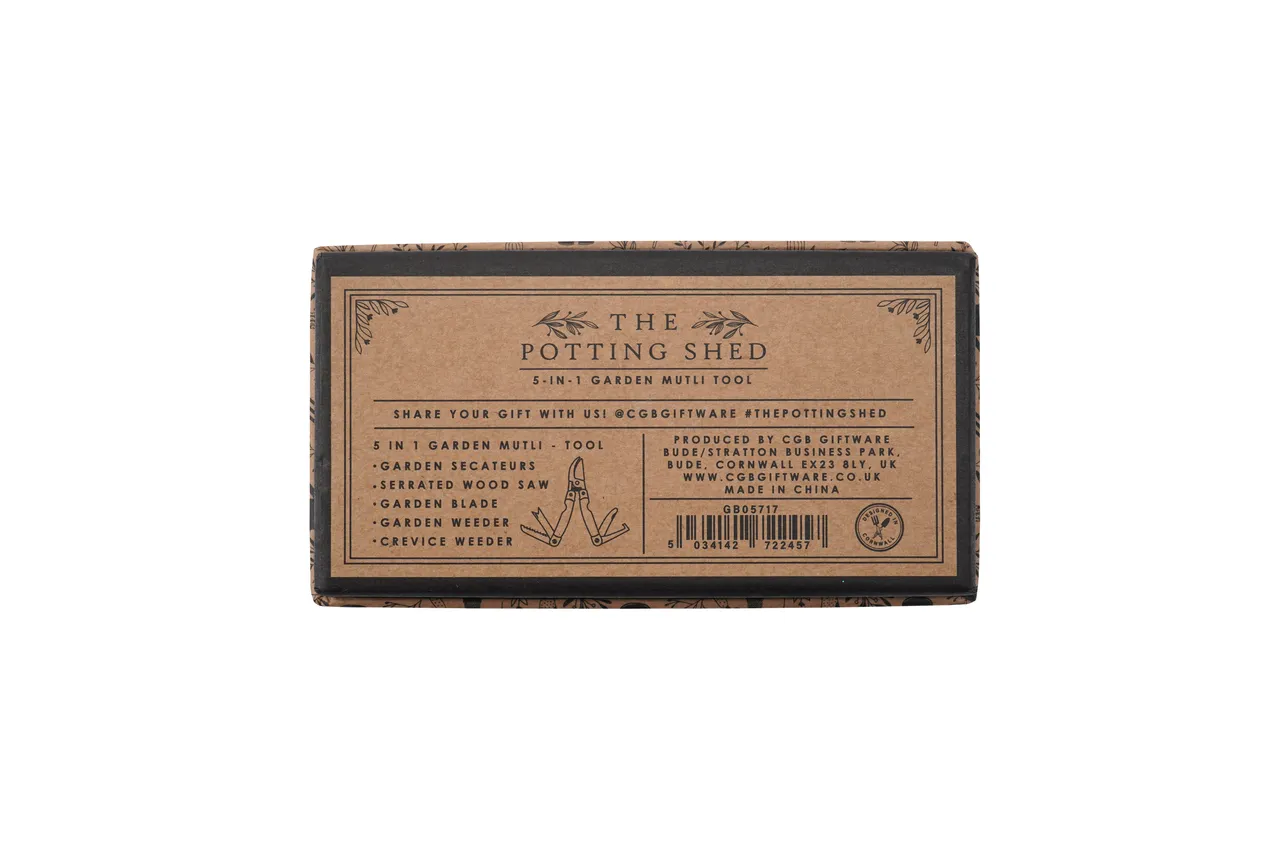 THE
POTTING SHED
5-IN-1 GARDEN MUTLI TOOL
SHARE YOUR GIFT WITH US! @CGBGIFTWARE #THEPOTTINGSHED
5 IN 1 GARDEN MUTLI - TOOL
•GARDEN SECATEURS
•SERRATED WOOD SAW
•GARDEN BLADE
•GARDEN WEEDER
•CREVICE WEEDER
PRODUCED BY CGB GIFTWARE
BUDE/STRATTON BUSINESS PARK,
BUDE, CORNWALL EX23 8LY, UK
WWW.CGBGIFTWARE.CO.UK
MADE IN CHINA
GB05717
5 034142 722457
DESIGNED IN
CORNWALL